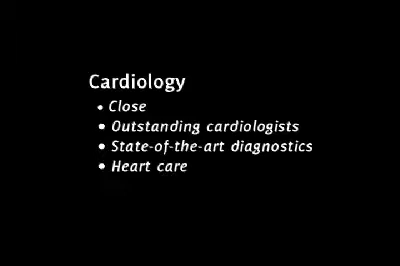 Cardiology
• Close
• Outstanding cardiologists
• State-of-the-art diagnostics
• Heart care